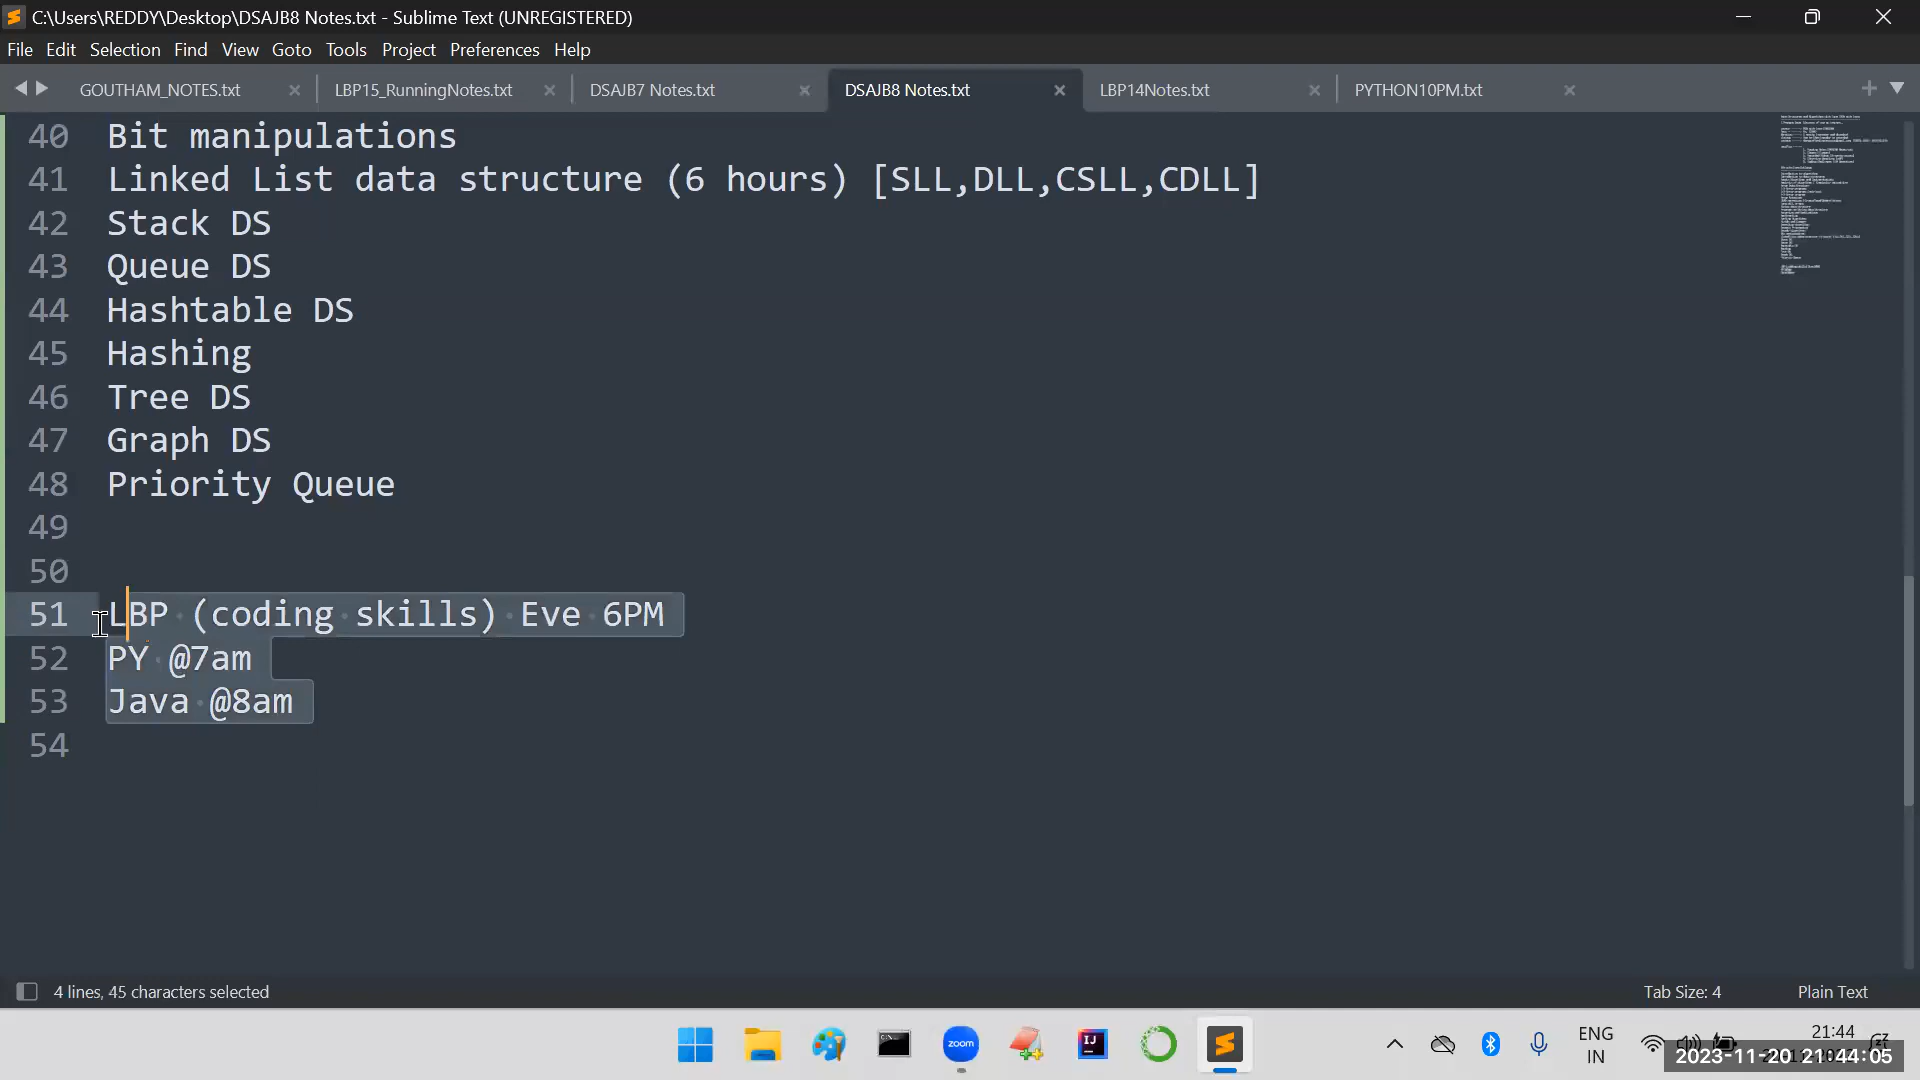 C:\Users\REDDY\Desktop\DSAJB8 Notes.txt - Sublime Text (UNREGISTERED)
File Edit Selection Find View Goto Tools Project Preferences Help
GOUTHAM_NOTES.txt LBP15_RunningNotes.txt DSAJB7 Notes.txt DSAJB8 Notes.txt LBP14Notes.txt PYTHON10PM.txt
40 Bit manipulations
41 Linked List data structure (6 hours) [SLL,DLL,CSLL,CDLL]
42 Stack DS
43 Queue DS
44 Hashtable DS
45 Hashing
46 Tree DS
47 Graph DS
48 Priority Queue
49
50
51 LBP (coding skills) Eve 6PM
52 PY @7am
53 Java @8am
54
4 lines, 45 characters selected
Tab Size: 4 Plain Text
zoom
IJ
ENG
IN
21:44
2023-11-20 21:44:05